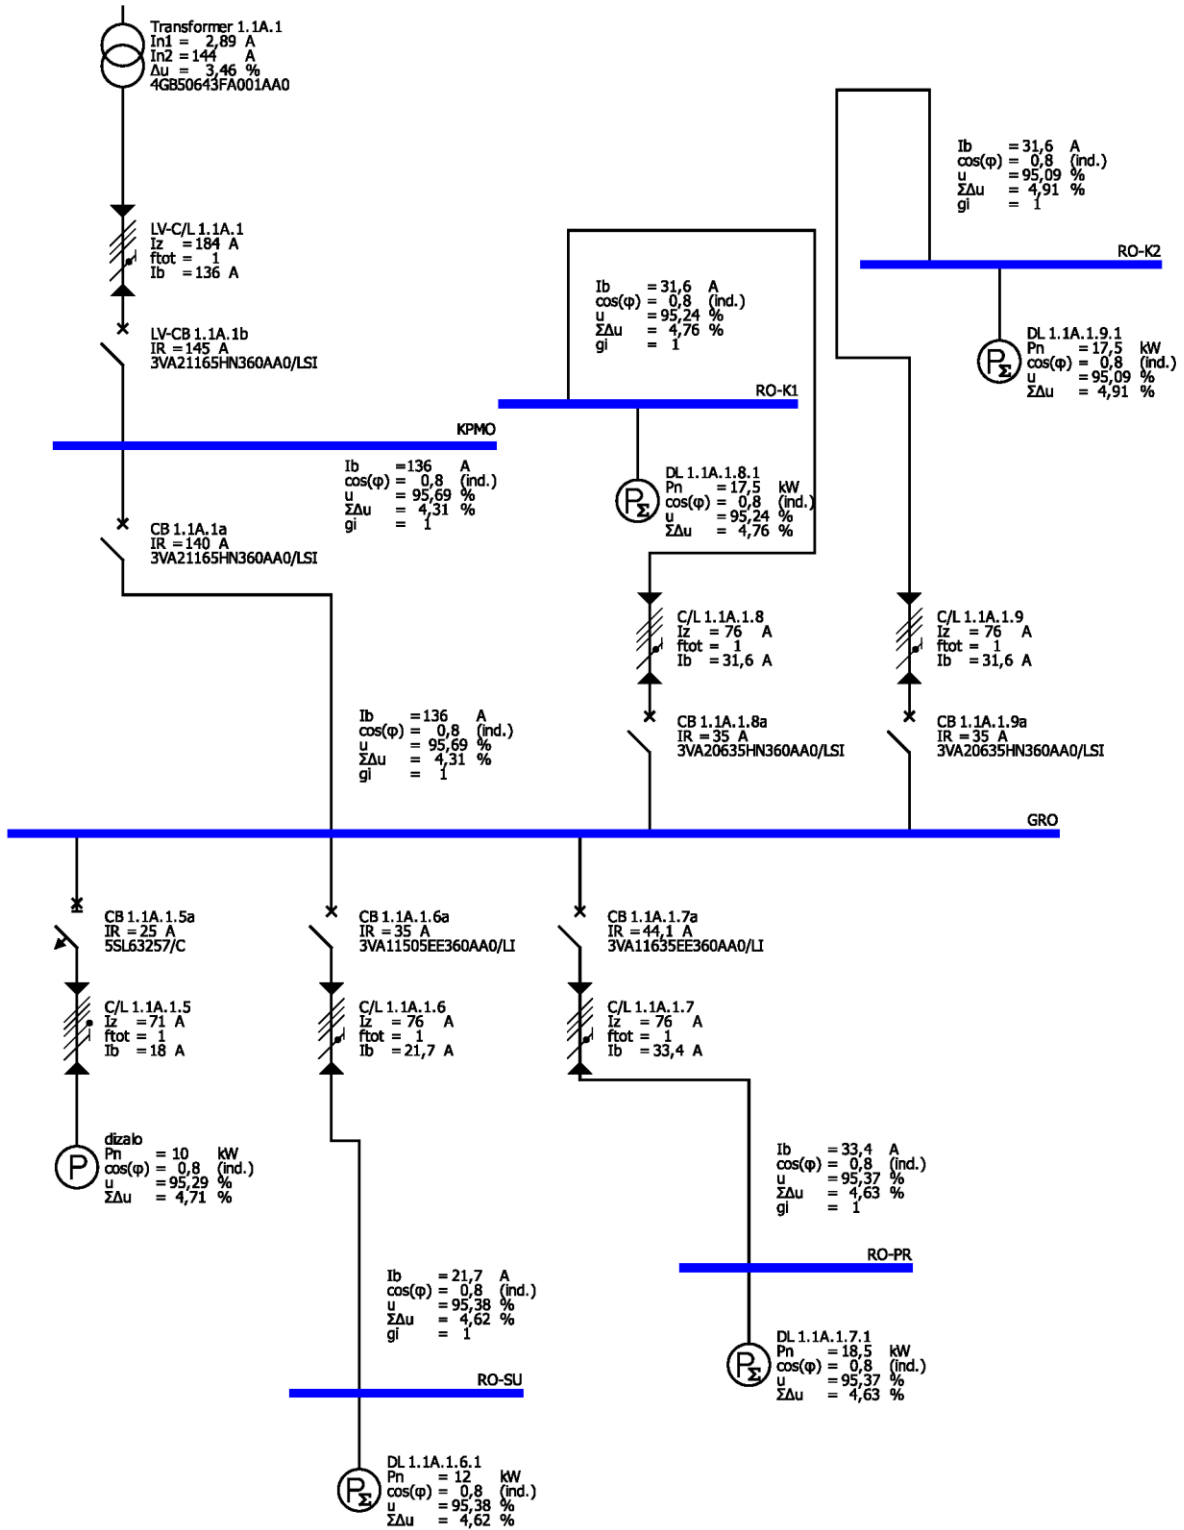 Transformer 1.1A.1
In1 = 2,89 A
In2 = 144 A
Δu = 3,46 %
4GB50643FA001AA0
LV-C/L 1.1A.1
Iz = 184 A
ftot = 1
Ib = 136 A
LV-CB 1.1A.1b
IR = 145 A
3VA21165HN360AA0/LSI
KPMO
Ib = 136 A
cos(φ) = 0,8 (ind.)
u = 95,69 %
ΣΔu = 4,31 %
gi = 1
CB 1.1A.1a
IR = 140 A
3VA21165HN360AA0/LSI
Ib = 31,6 A
cos(φ) = 0,8 (ind.)
u = 95,24 %
ΣΔu = 4,76 %
gi = 1
RO-K1
DL 1.1A.1.8.1
Pn = 17,5 kW
cos(φ) = 0,8 (ind.)
u = 95,24 %
ΣΔu = 4,76 %
PΣ
Ib = 31,6 A
cos(φ) = 0,8 (ind.)
u = 95,09 %
ΣΔu = 4,91 %
gi = 1
RO-K2
DL 1.1A.1.9.1
Pn = 17,5 kW
cos(φ) = 0,8 (ind.)
u = 95,09 %
ΣΔu = 4,91 %
PΣ
C/L 1.1A.1.8
Iz = 76 A
ftot = 1
Ib = 31,6 A
C/L 1.1A.1.9
Iz = 76 A
ftot = 1
Ib = 31,6 A
CB 1.1A.1.8a
IR = 35 A
3VA20635HN360AA0/LSI
CB 1.1A.1.9a
IR = 35 A
3VA20635HN360AA0/LSI
Ib = 136 A
cos(φ) = 0,8 (ind.)
u = 95,69 %
ΣΔu = 4,31 %
gi = 1
GRO
CB 1.1A.1.5a
IR = 25 A
5SL63257/C
CB 1.1A.1.6a
IR = 35 A
3VA11505EE360AA0/LI
CB 1.1A.1.7a
IR = 44,1 A
3VA11635EE360AA0/LI
C/L 1.1A.1.5
Iz = 71 A
ftot = 1
Ib = 18 A
C/L 1.1A.1.6
Iz = 76 A
ftot = 1
Ib = 21,7 A
C/L 1.1A.1.7
Iz = 76 A
ftot = 1
Ib = 33,4 A
dizalo
Pn = 10 kW
cos(φ) = 0,8 (ind.)
u = 95,29 %
ΣΔu = 4,71 %
P
Ib = 33,4 A
cos(φ) = 0,8 (ind.)
u = 95,37 %
ΣΔu = 4,63 %
gi = 1
RO-PR
Ib = 21,7 A
cos(φ) = 0,8 (ind.)
u = 95,38 %
ΣΔu = 4,62 %
gi = 1
RO-SU
DL 1.1A.1.7.1
Pn = 18,5 kW
cos(φ) = 0,8 (ind.)
u = 95,37 %
ΣΔu = 4,63 %
PΣ
DL 1.1A.1.6.1
Pn = 12 kW
cos(φ) = 0,8 (ind.)
u = 95,38 %
ΣΔu = 4,62 %
PΣ